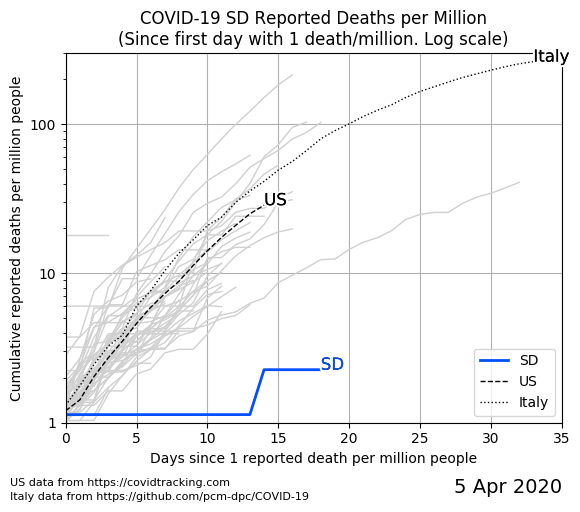 COVID-19 SD Reported Deaths per Million
(Since first day with 1 death/million. Log scale)
Cumulative reported deaths per million people
100
10
1
Italy
US
SD
SD
US
Italy
0 5 10 15 20 25 30 35
Days since 1 reported death per million people
US data from https://covidtracking.com
Italy data from https://github.com/pcm-dpc/COVID-19
5 Apr 2020